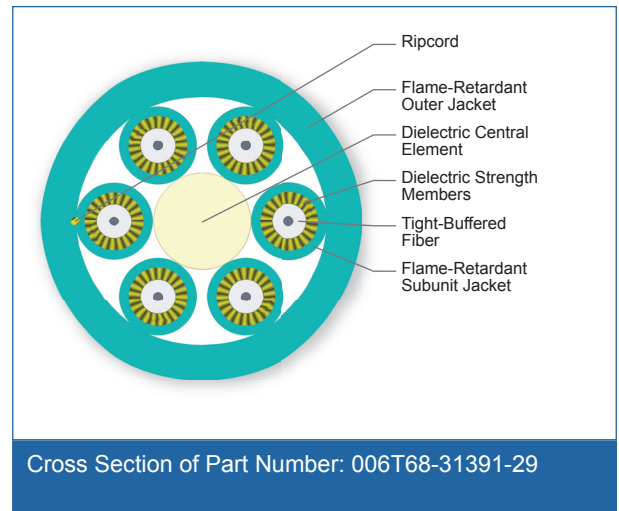 Ripcord
Flame-Retardant
Outer Jacket
Dielectric Central
Element
Dielectric Strength
Members
Tight-Buffered
Fiber
Flame-Retardant
Subunit Jacket
Cross Section of Part Number: 006T68-31391-29